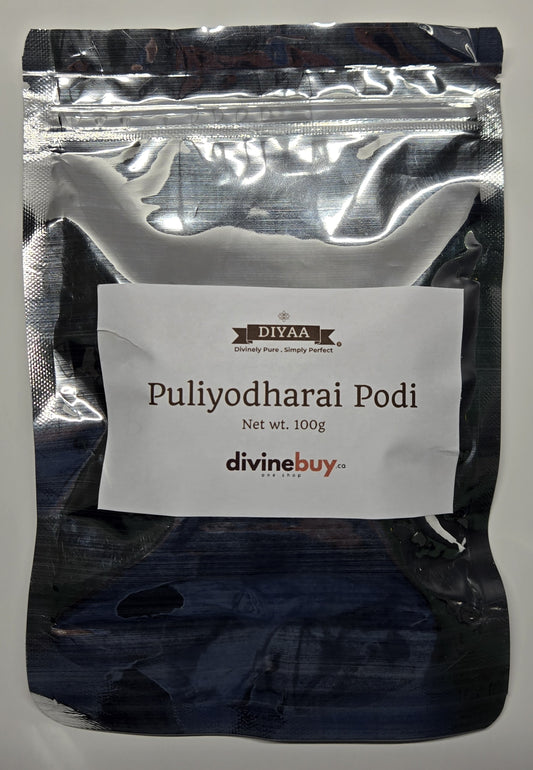 DIYAA
Divinely Pure . Simply Perfect
Puliyodharai Podi
Net wt. 100g
divinebuy.ca
one shop